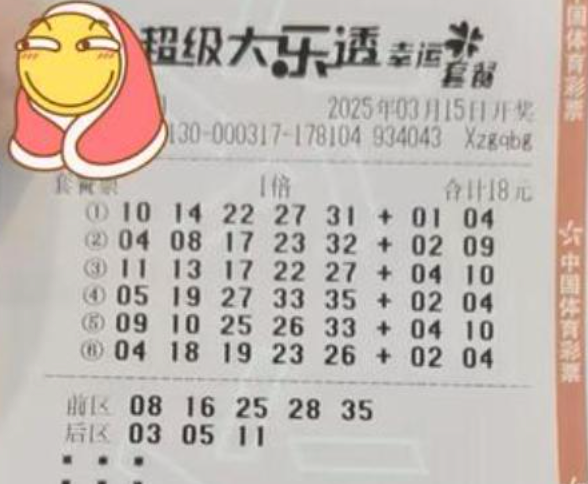 超级大乐透 幸运套餐
2025年03月15日开奖
130-000317-178104 934043 Xzgqbg
套餐票 1倍 合计18元
① 10 14 22 27 31 + 01 04
② 04 08 17 23 32 + 02 09
③ 11 13 17 22 27 + 04 10
④ 05 19 27 33 35 + 02 04
⑤ 09 10 25 26 33 + 04 10
⑥ 04 18 19 23 26 + 02 04
前区 08 16 25 28 35
后区 03 05 11
国体育彩票
中国体育彩票